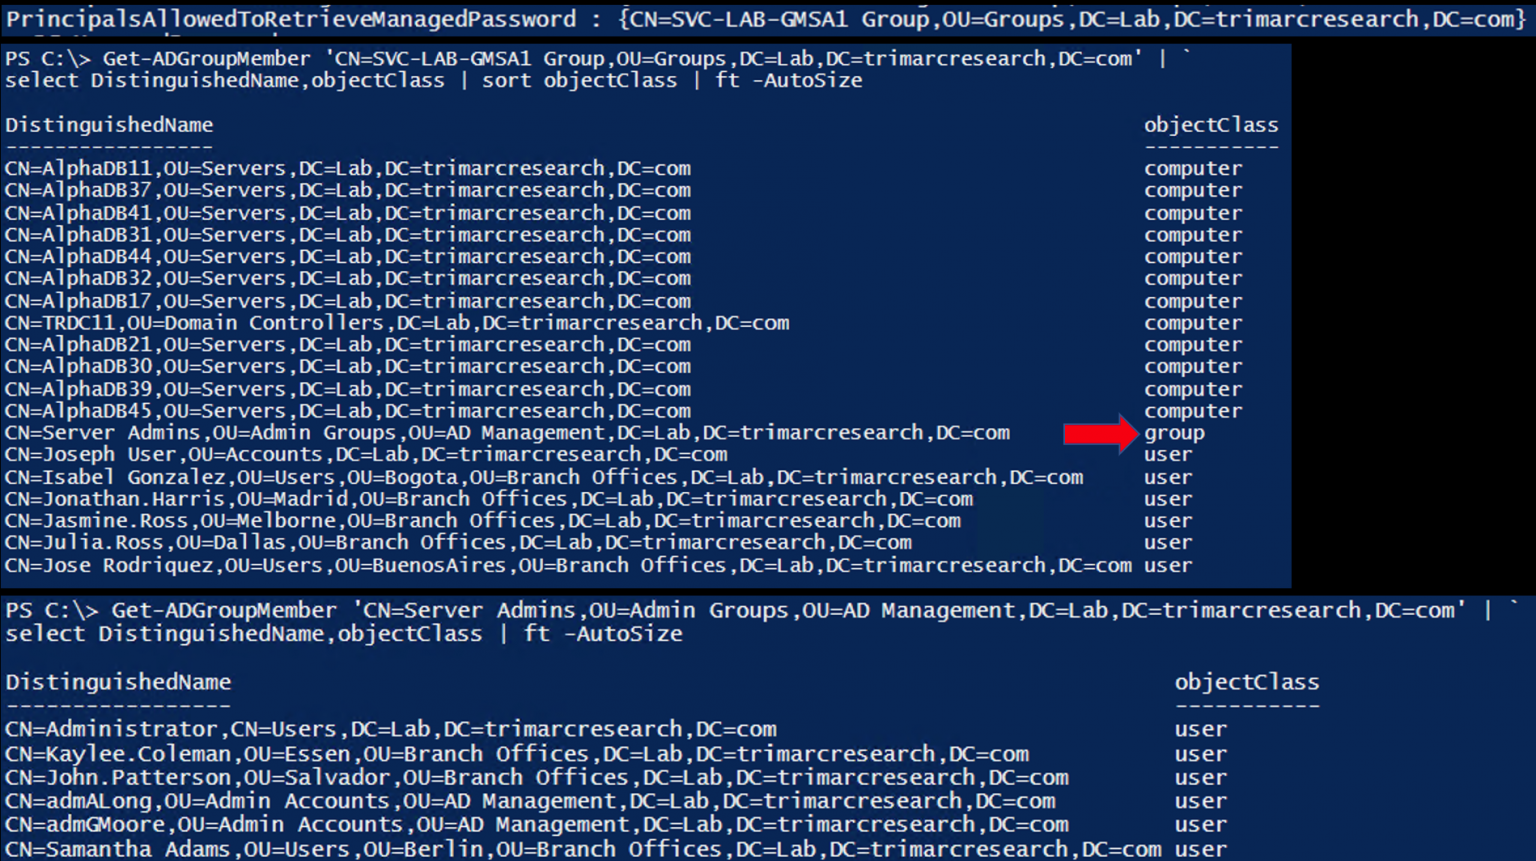 PrincipalsAllowedToRetrieveManagedPassword : {CN=SVC-LAB-GMSA1 Group,OU=Groups,DC=Lab,DC=trimarcresearch,DC=com}
PS C:\> Get-ADGroupMember 'CN=SVC-LAB-GMSA1 Group,OU=Groups,DC=Lab,DC=trimarcresearch,DC=com' | `
select DistinguishedName,objectClass | sort objectClass | ft -AutoSize
DistinguishedName objectClass
----------------- -----------
CN=AlphaDB11,OU=Servers,DC=Lab,DC=trimarcresearch,DC=com computer
CN=AlphaDB37,OU=Servers,DC=Lab,DC=trimarcresearch,DC=com computer
CN=AlphaDB41,OU=Servers,DC=Lab,DC=trimarcresearch,DC=com computer
CN=AlphaDB31,OU=Servers,DC=Lab,DC=trimarcresearch,DC=com computer
CN=AlphaDB44,OU=Servers,DC=Lab,DC=trimarcresearch,DC=com computer
CN=AlphaDB32,OU=Servers,DC=Lab,DC=trimarcresearch,DC=com computer
CN=AlphaDB17,OU=Servers,DC=Lab,DC=trimarcresearch,DC=com computer
CN=TRDC11,OU=Domain Controllers,DC=Lab,DC=trimarcresearch,DC=com computer
CN=AlphaDB21,OU=Servers,DC=Lab,DC=trimarcresearch,DC=com computer
CN=AlphaDB30,OU=Servers,DC=Lab,DC=trimarcresearch,DC=com computer
CN=AlphaDB39,OU=Servers,DC=Lab,DC=trimarcresearch,DC=com computer
CN=AlphaDB45,OU=Servers,DC=Lab,DC=trimarcresearch,DC=com computer
CN=Server Admins,OU=Admin Groups,OU=AD Management,DC=Lab,DC=trimarcresearch,DC=com group
CN=Joseph User,OU=Accounts,DC=Lab,DC=trimarcresearch,DC=com user
CN=Isabel Gonzalez,OU=Users,OU=Bogota,OU=Branch Offices,DC=Lab,DC=trimarcresearch,DC=com user
CN=Jonathan.Harris,OU=Madrid,OU=Branch Offices,DC=Lab,DC=trimarcresearch,DC=com user
CN=Jasmine.Ross,OU=Melborne,OU=Branch Offices,DC=Lab,DC=trimarcresearch,DC=com user
CN=Julia.Ross,OU=Dallas,OU=Branch Offices,DC=Lab,DC=trimarcresearch,DC=com user
CN=Jose Rodriquez,OU=Users,OU=BuenosAires,OU=Branch Offices,DC=Lab,DC=trimarcresearch,DC=com user
PS C:\> Get-ADGroupMember 'CN=Server Admins,OU=Admin Groups,OU=AD Management,DC=Lab,DC=trimarcresearch,DC=com' | `
select DistinguishedName,objectClass | ft -AutoSize
DistinguishedName objectClass
----------------- -----------
CN=Administrator,CN=Users,DC=Lab,DC=trimarcresearch,DC=com user
CN=Kaylee.Coleman,OU=Essen,OU=Branch Offices,DC=Lab,DC=trimarcresearch,DC=com user
CN=John.Patterson,OU=Salvador,OU=Branch Offices,DC=Lab,DC=trimarcresearch,DC=com user
CN=admALong,OU=Admin Accounts,OU=AD Management,DC=Lab,DC=trimarcresearch,DC=com user
CN=admGMoore,OU=Admin Accounts,OU=AD Management,DC=Lab,DC=trimarcresearch,DC=com user
CN=Samantha Adams,OU=Users,OU=Berlin,OU=Branch Offices,DC=Lab,DC=trimarcresearch,DC=com user